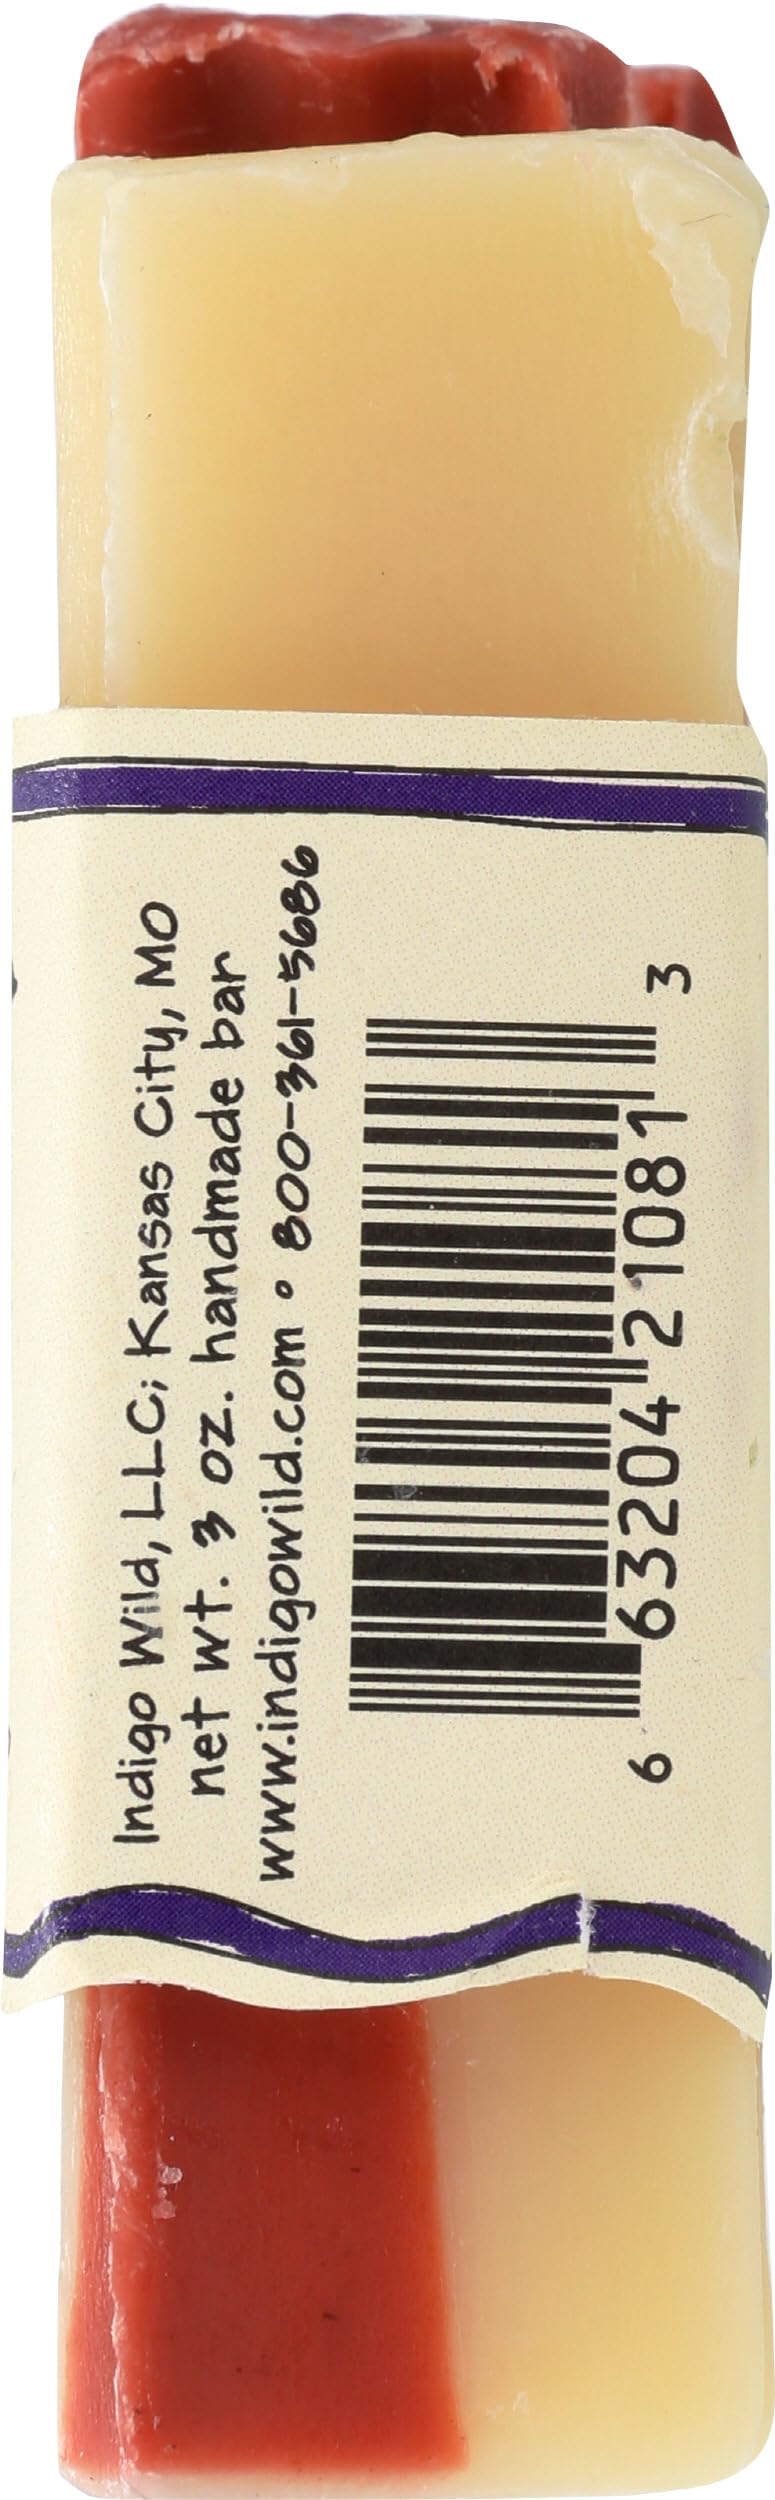 Indigo Wild, LLC; Kansas City, MO
net wt. 3 oz. handmade bar
www.indigowild.com • 800-361-5686
6 63204 21081 3